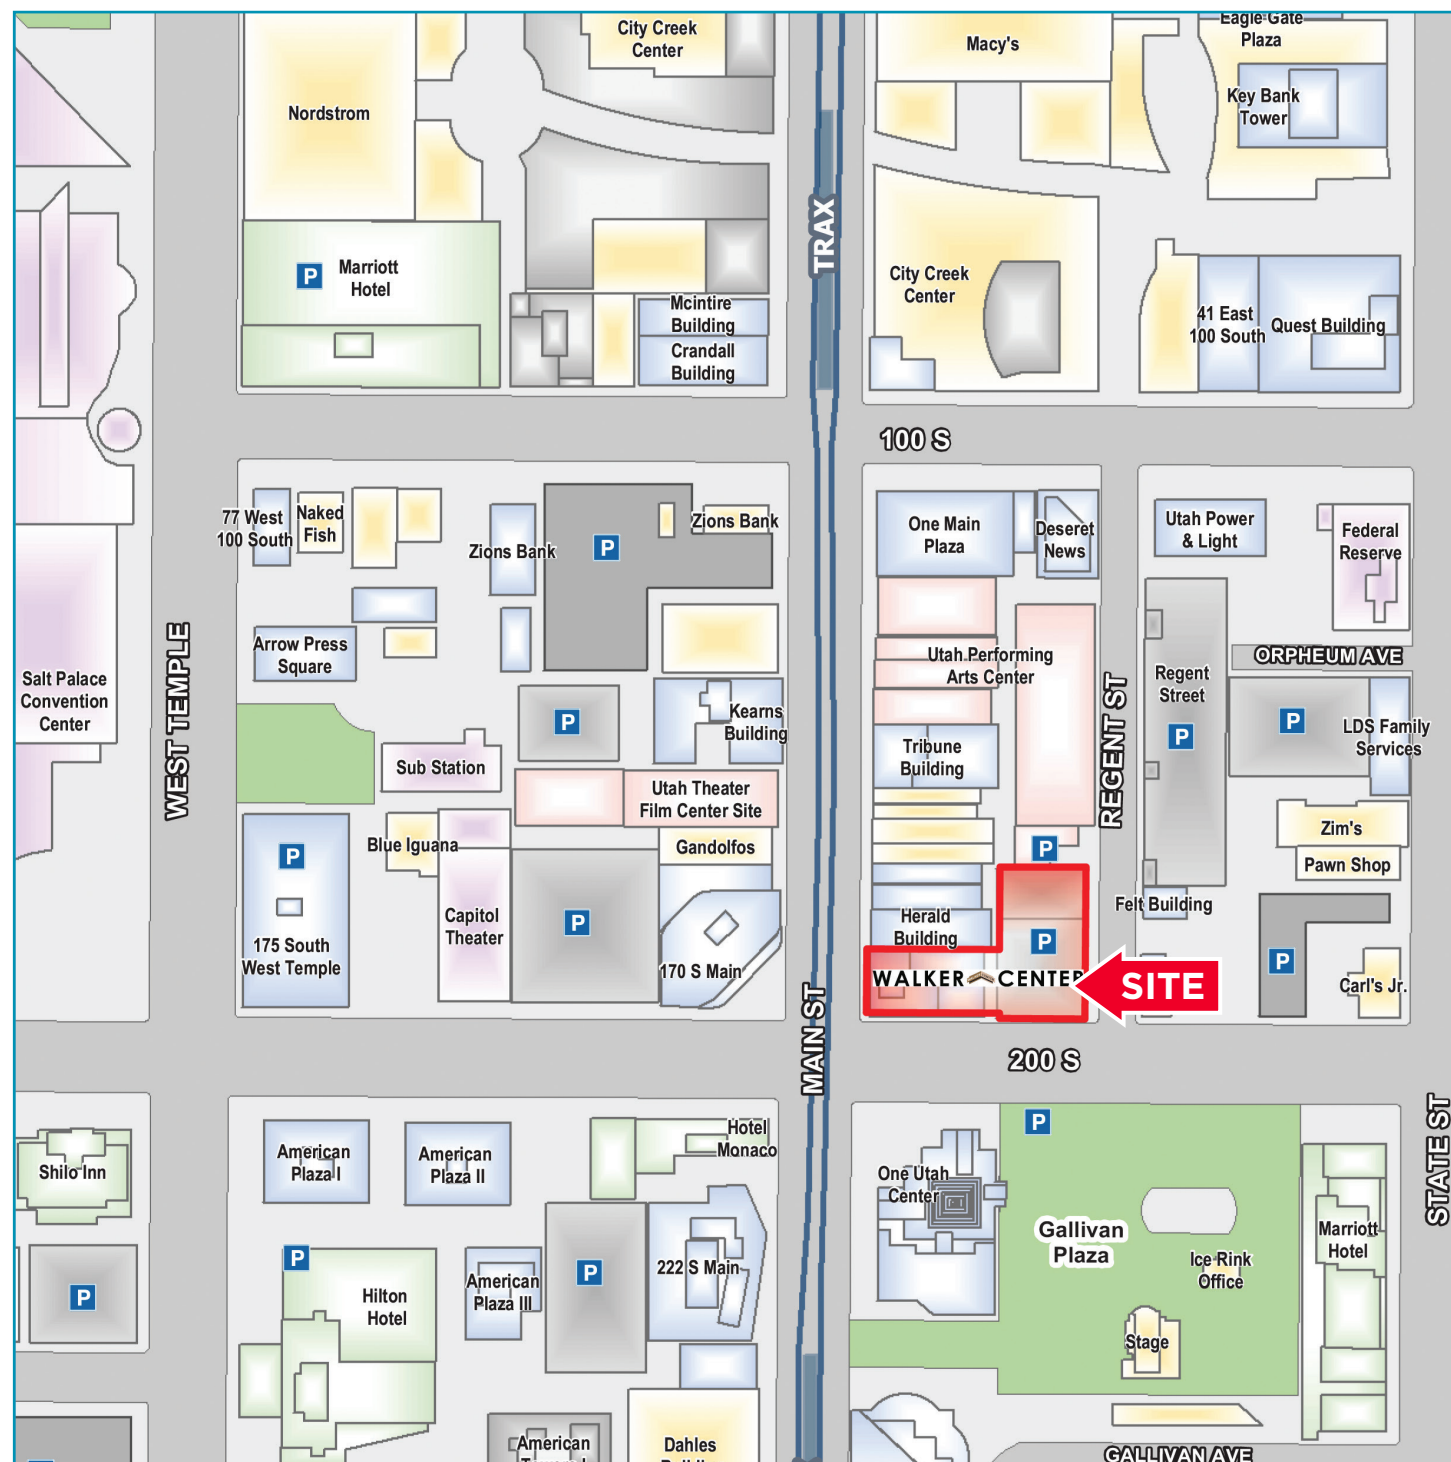 City Creek
Center
Macy's
Eagle Gate
Plaza
Key Bank
Tower
Nordstrom
TRAX
P
Marriott
Hotel
City Creek
Center
Mcintire
Building
Crandall
Building
41 East
100 South
Quest Building
100 S
77 West
100 South
Naked
Fish
Zions Bank
P
Zions Bank
One Main
Plaza
Deseret
News
Utah Power
& Light
Federal
Reserve
Arrow Press
Square
Utah Performing
Arts Center
ORPHEUM AVE
Salt Palace
Convention
Center
WEST TEMPLE
P
Kearns
Building
REGENT ST
Regent
Street
P
P
LDS Family
Services
Sub Station
Tribune
Building
Utah Theater
Film Center Site
Blue Iguana
Gandolfos
P
P
Zim's
Pawn Shop
Capitol
Theater
P
Herald
Building
P
Felt Building
175 South
West Temple
170 S Main
WALKER CENTER
SITE
P
Carl's Jr.
MAIN ST
200 S
STATE ST
Shilo Inn
American
Plaza I
American
Plaza II
Hotel
Monaco
P
One Utah
Center
Gallivan
Plaza
Ice Rink
Office
Marriott
Hotel
P
P
Hilton
Hotel
American
Plaza III
P
222 S Main
Stage
American
Dahles
GALLIVAN AVE